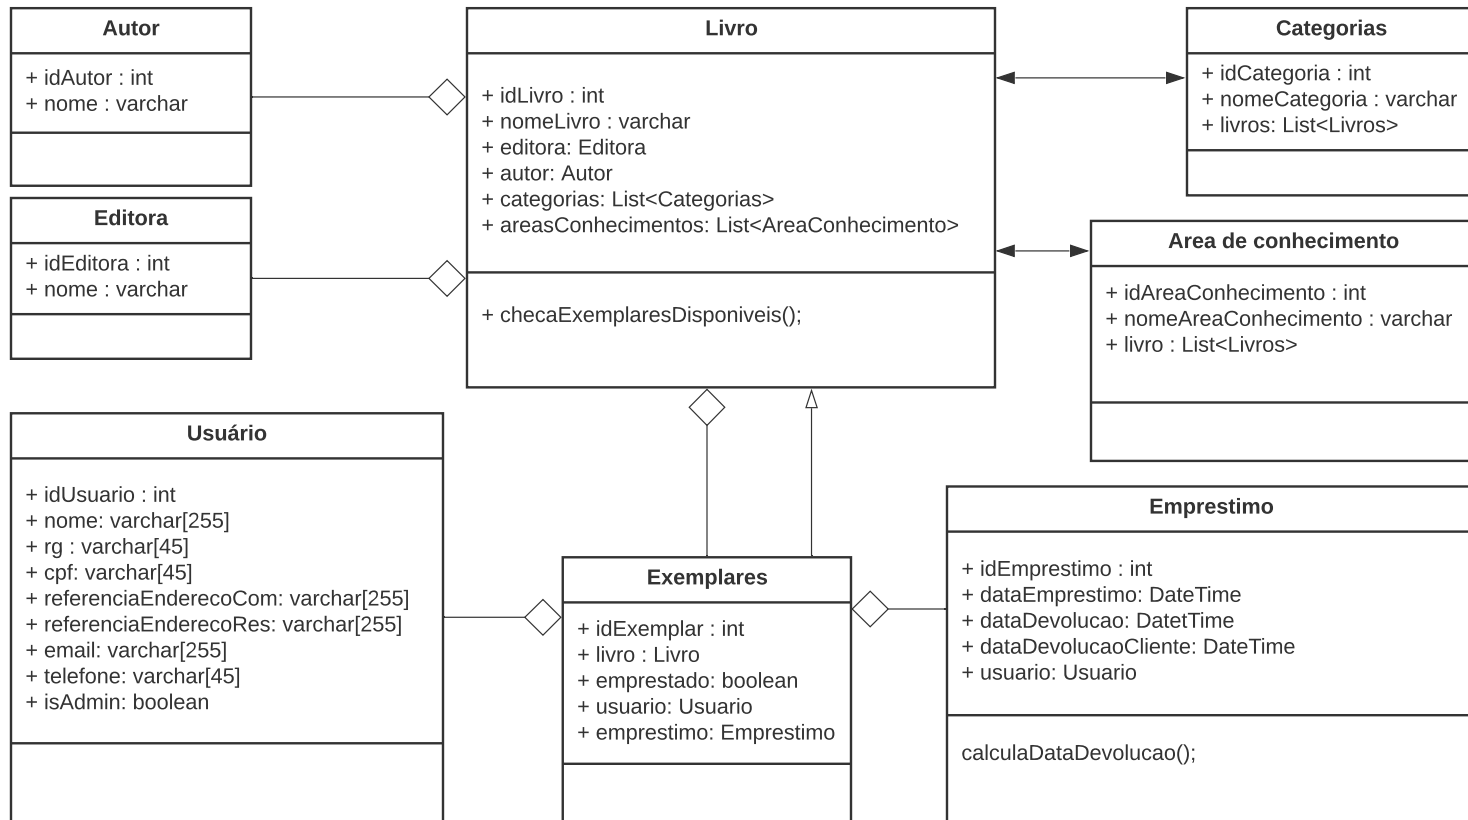 Autor
+ idAutor : int
+ nome : varchar
Editora
+ idEditora : int
+ nome : varchar
Livro
+ idLivro : int
+ nomeLivro : varchar
+ editora: Editora
+ autor: Autor
+ categorias: List<Categorias>
+ areasConhecimentos: List<AreaConhecimento>
+ checaExemplaresDisponiveis();
Categorias
+ idCategoria : int
+ nomeCategoria : varchar
+ livros: List<Livros>
Area de conhecimento
+ idAreaConhecimento : int
+ nomeAreaConhecimento : varchar
+ livro : List<Livros>
Usuário
+ idUsuario : int
+ nome: varchar[255]
+ rg : varchar[45]
+ cpf: varchar[45]
+ referenciaEnderecoCom: varchar[255]
+ referenciaEnderecoRes: varchar[255]
+ email: varchar[255]
+ telefone: varchar[45]
+ isAdmin: boolean
Exemplares
+ idExemplar : int
+ livro : Livro
+ emprestado: boolean
+ usuario: Usuario
+ emprestimo: Emprestimo
Emprestimo
+ idEmprestimo : int
+ dataEmprestimo: DateTime
+ dataDevolucao: DatetTime
+ dataDevolucaoCliente: DateTime
+ usuario: Usuario
calculaDataDevolucao();